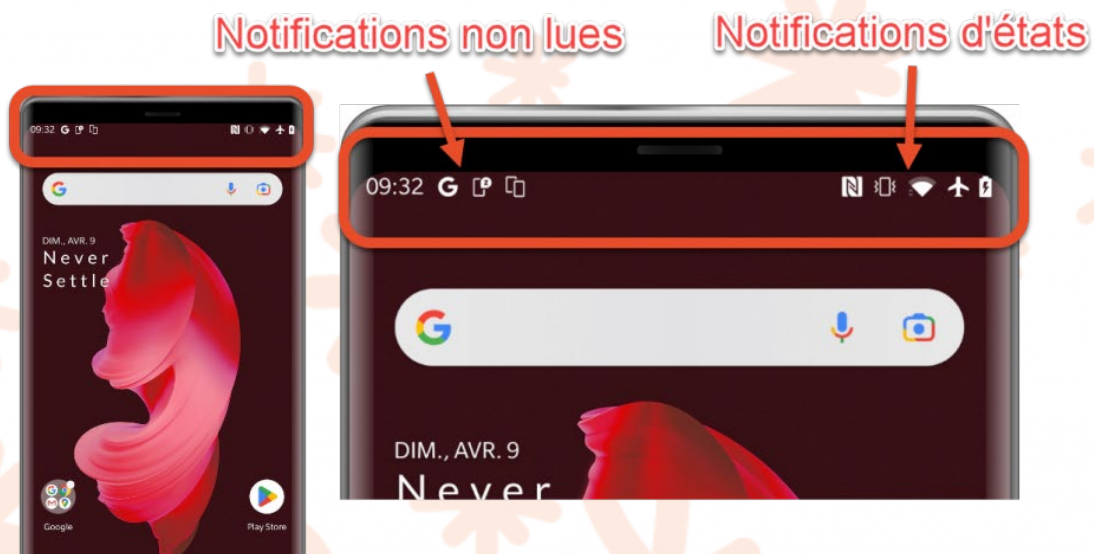 Notifications non lues
Notifications d'états
09:32
DIM., AVR. 9
Never
Settle
Google
Play Store
09:32
DIM., AVR. 9
Never